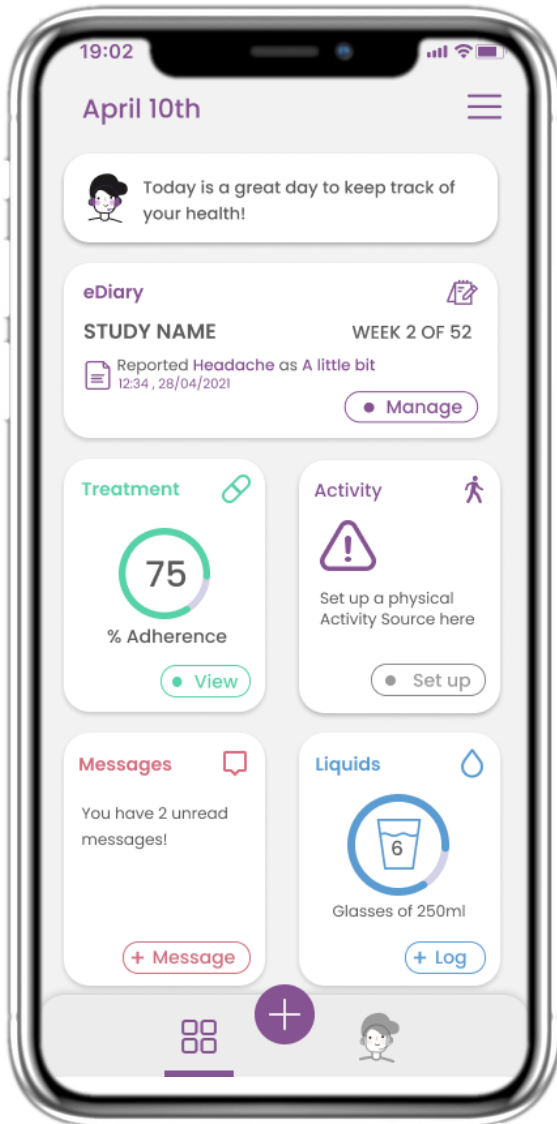 19:02
April 10th
Today is a great day to keep track of
your health!
eDiary
STUDY NAME
WEEK 2 OF 52
Reported Headache as A little bit
12:34 , 28/04/2021
Manage
Treatment
75
% Adherence
View
Activity
Set up a physical
Activity Source here
Set up
Messages
You have 2 unread
messages!
+ Message
Liquids
6
Glasses of 250ml
+ Log